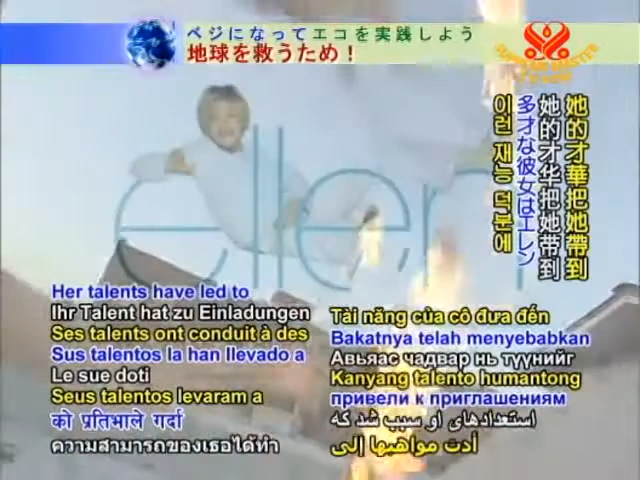 ベジになってエコを実践しよう
地球を救うため!
SUPREME MASTER
ellen
她的才華把她帶到
她的才华把她带到
多才な彼女はエレン
이런 재능 덕분에
Her talents have led to
Ihr Talent hat zu Einladungen
Ses talents ont conduit à des
Sus talentos la han llevado a
Le sue doti
Seus talentos levaram a
को प्रतिभाले गर्दा
ความสามารถของเธอได้ทำ
Tài năng của cô đưa đến
Bakatnya telah menyebabkan
Авьяас чадвар нь түүнийг
Kanyang talento humantong
привели к приглашениям
استعدادهای او سبب شد که
أدت مواهبها إلى